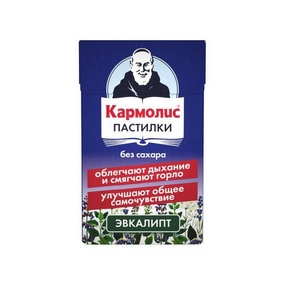 Кармолис®
ПАСТИЛКИ
без сахара
облегчают дыхание
и смягчают горло
улучшают общее
самочувствие
ЭВКАЛИПТ